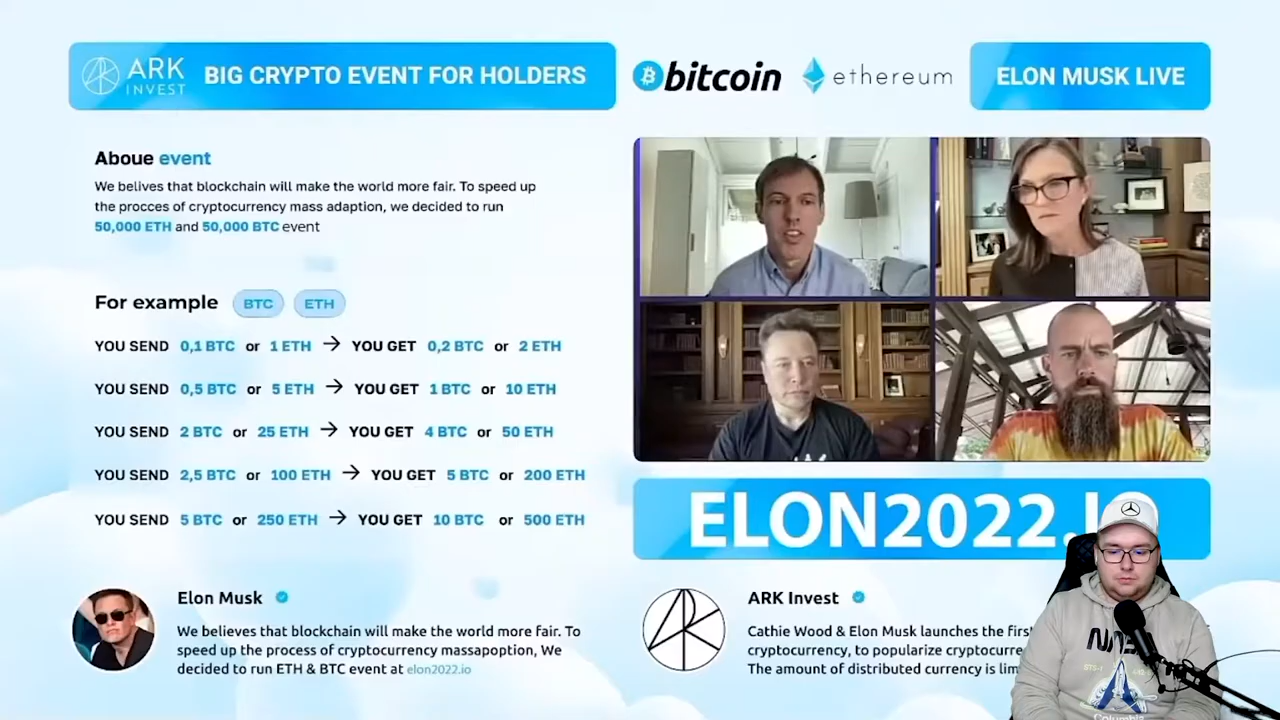 ARK INVEST BIG CRYPTO EVENT FOR HOLDERS
bitcoin
ethereum
ELON MUSK LIVE
Aboue event
We belives that blockchain will make the world more fair. To speed up
the procces of cryptocurrency mass adaption, we decided to run
50,000 ETH and 50,000 BTC event
For example BTC ETH
YOU SEND 0,1 BTC or 1 ETH → YOU GET 0,2 BTC or 2 ETH
YOU SEND 0,5 BTC or 5 ETH → YOU GET 1 BTC or 10 ETH
YOU SEND 2 BTC or 25 ETH → YOU GET 4 BTC or 50 ETH
YOU SEND 2,5 BTC or 100 ETH → YOU GET 5 BTC or 200 ETH
YOU SEND 5 BTC or 250 ETH → YOU GET 10 BTC or 500 ETH
ELON2022.IO
Elon Musk
We believes that blockchain will make the world more fair. To
speed up the process of cryptocurrency massapoption, We
decided to run ETH & BTC event at elon2022.io
ARK Invest
Cathie Wood & Elon Musk launches the first
cryptocurrency, to popularize cryptocurre
The amount of distributed currency is lim
NASA
Columbia